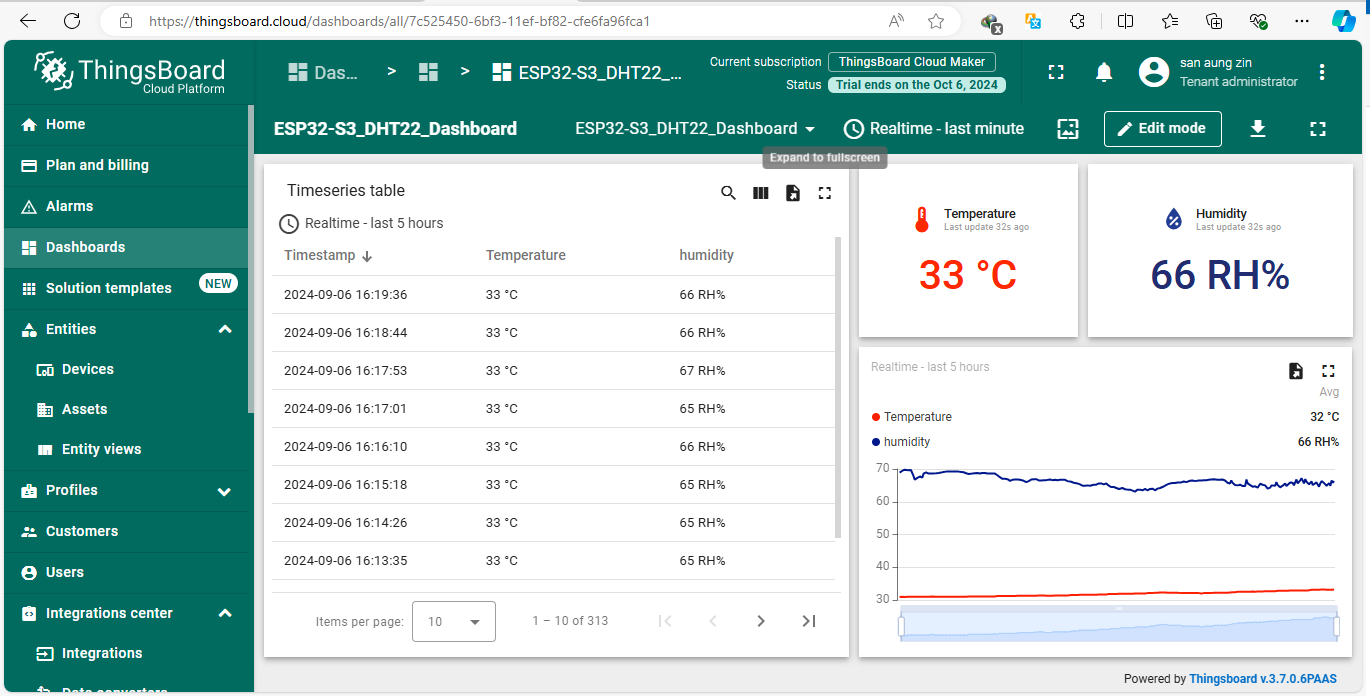 https://thingsboard.cloud/dashboards/all/7c525450-6bf3-11ef-bf82-cfe6fa96fca1
ThingsBoard
Cloud Platform
Das...
>
>
ESP32-S3_DHT22_...
Current subscription
ThingsBoard Cloud Maker
Status
Trial ends on the Oct 6, 2024
san aung zin
Tenant administrator
ESP32-S3_DHT22_Dashboard
ESP32-S3_DHT22_Dashboard
Realtime - last minute
Edit mode
Expand to fullscreen
Home
Plan and billing
Alarms
Dashboards
Solution templates
NEW
Entities
Devices
Assets
Entity views
Profiles
Customers
Users
Integrations center
Integrations
Data converters
Timeseries table
Realtime - last 5 hours
Timestamp Temperature humidity
2024-09-06 16:19:36 33 °C 66 RH%
2024-09-06 16:18:44 33 °C 66 RH%
2024-09-06 16:17:53 33 °C 67 RH%
2024-09-06 16:17:01 33 °C 65 RH%
2024-09-06 16:16:10 33 °C 66 RH%
2024-09-06 16:15:18 33 °C 65 RH%
2024-09-06 16:14:26 33 °C 65 RH%
2024-09-06 16:13:35 33 °C 65 RH%
Items per page: 10 1 – 10 of 313
Temperature
Last update 32s ago
33 °C
Humidity
Last update 32s ago
66 RH%
Realtime - last 5 hours
Avg
Temperature 32 °C
humidity 66 RH%
70
60
50
40
30
Powered by Thingsboard v.3.7.0.6PAAS